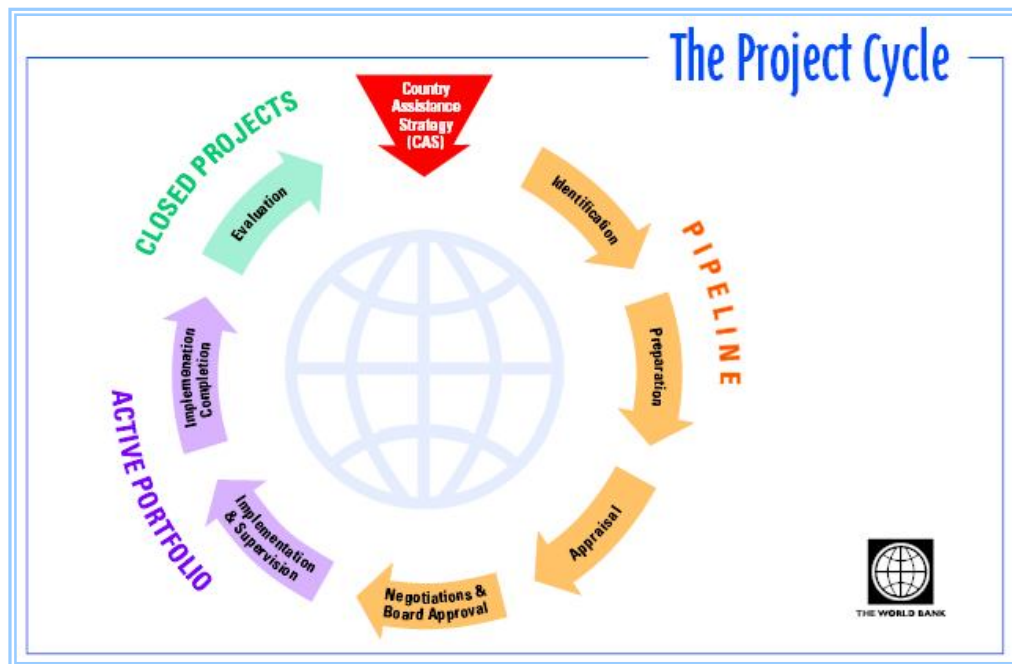 The Project Cycle
Country
Assistance
Strategy
(CAS)
Identification
PIPELINE
Preparation
Appraisal
Negotiations &
Board Approval
Implementation
& Supervision
ACTIVE PORTFOLIO
Implemenation
Completion
Evaluation
CLOSED PROJECTS
THE WORLD BANK